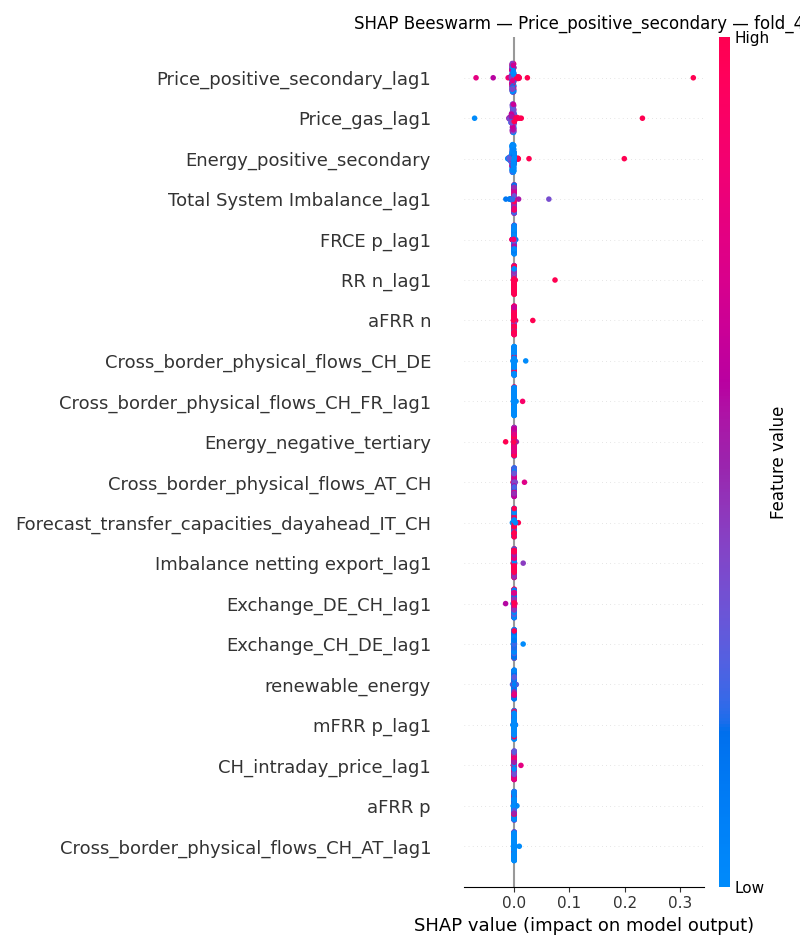 SHAP Beeswarm — Price_positive_secondary — fold_4
High
Price_positive_secondary_lag1
Price_gas_lag1
Energy_positive_secondary
Total System Imbalance_lag1
FRCE p_lag1
RR n_lag1
aFRR n
Cross_border_physical_flows_CH_DE
Cross_border_physical_flows_CH_FR_lag1
Energy_negative_tertiary
Cross_border_physical_flows_AT_CH
Forecast_transfer_capacities_dayahead_IT_CH
Imbalance netting export_lag1
Exchange_DE_CH_lag1
Exchange_CH_DE_lag1
renewable_energy
mFRR p_lag1
CH_intraday_price_lag1
aFRR p
Cross_border_physical_flows_CH_AT_lag1
Feature value
Low
0.0 0.1 0.2 0.3
SHAP value (impact on model output)